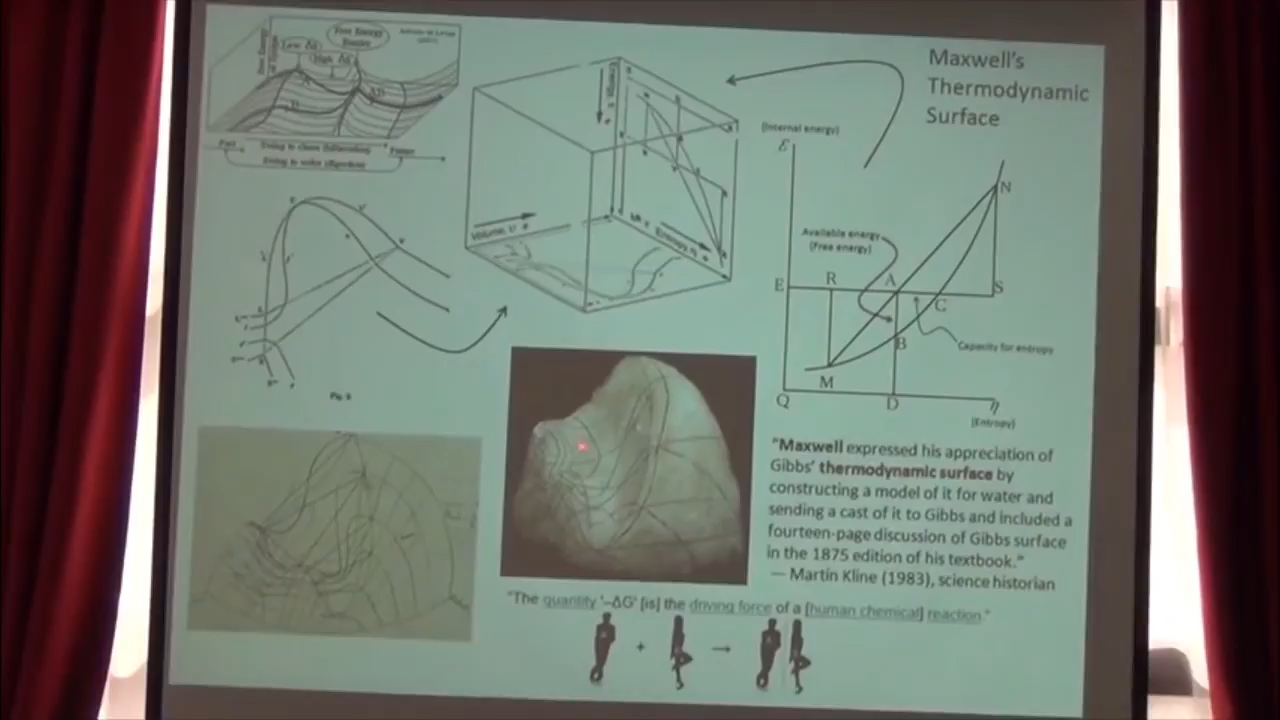 Maxwell's
Thermodynamic
Surface
Free Energy
Low
High
Past
Future
Volume, U
Entropy, η
Fig. 2
[Internal energy]
ε
N
Available energy
[Free energy]
E
R
A
S
C
B
Capacity for entropy
M
Q
D
η
[Entropy]
"Maxwell expressed his appreciation of
Gibbs' thermodynamic surface by
constructing a model of it for water and
sending a cast of it to Gibbs and included a
fourteen-page discussion of Gibbs surface
in the 1875 edition of his textbook."
— Martin Kline (1983), science historian
"The quantity '–ΔG' [is] the driving force of a [human chemical] reaction."
+ →